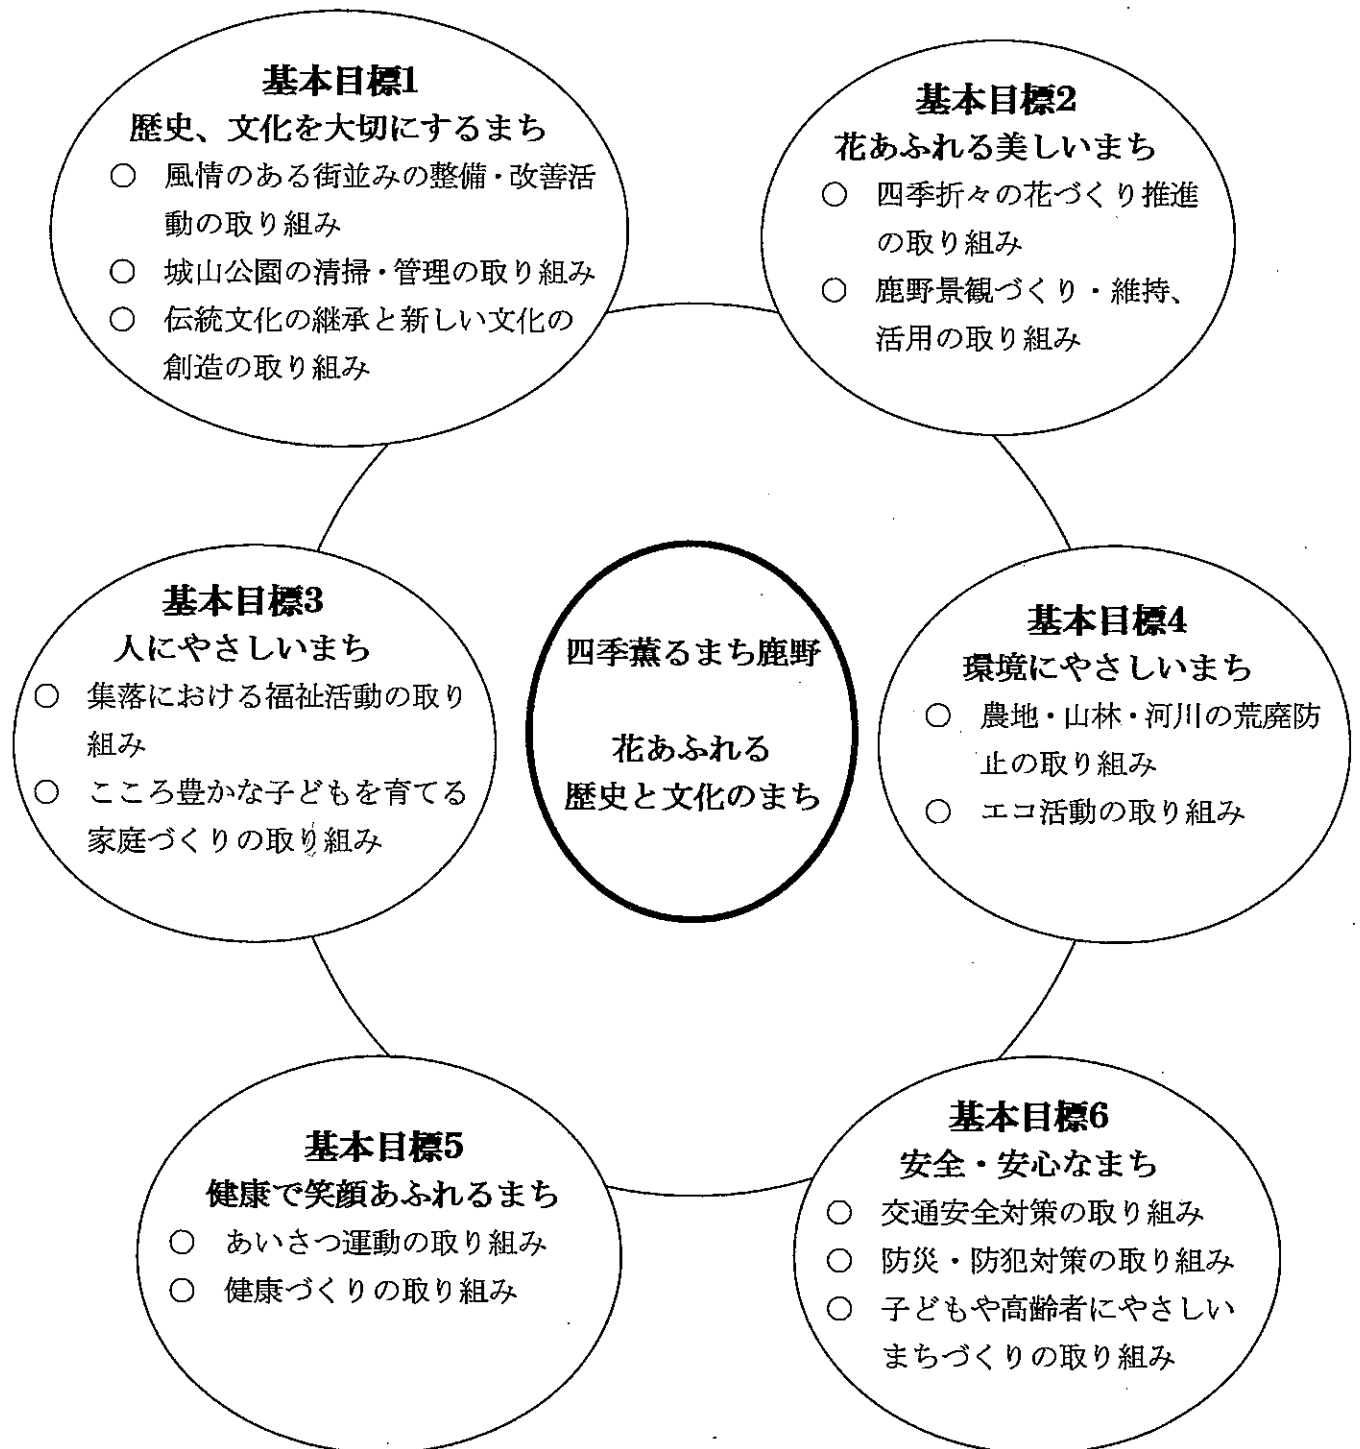 基本目標1
歴史、文化を大切にするまち
○ 風情のある街並みの整備・改善活
動の取り組み
○ 城山公園の清掃・管理の取り組み
○ 伝統文化の継承と新しい文化の
創造の取り組み
基本目標2
花あふれる美しいまち
○ 四季折々の花づくり推進
の取り組み
○ 鹿野景観づくり・維持、
活用の取り組み
基本目標3
人にやさしいまち
○ 集落における福祉活動の取り
組み
○ こころ豊かな子どもを育てる
家庭づくりの取り組み
四季薫るまち鹿野
花あふれる
歴史と文化のまち
基本目標4
環境にやさしいまち
○ 農地・山林・河川の荒廃防
止の取り組み
○ エコ活動の取り組み
基本目標5
健康で笑顔あふれるまち
○ あいさつ運動の取り組み
○ 健康づくりの取り組み
基本目標6
安全・安心なまち
○ 交通安全対策の取り組み
○ 防災・防犯対策の取り組み
○ 子どもや高齢者にやさしい
まちづくりの取り組み